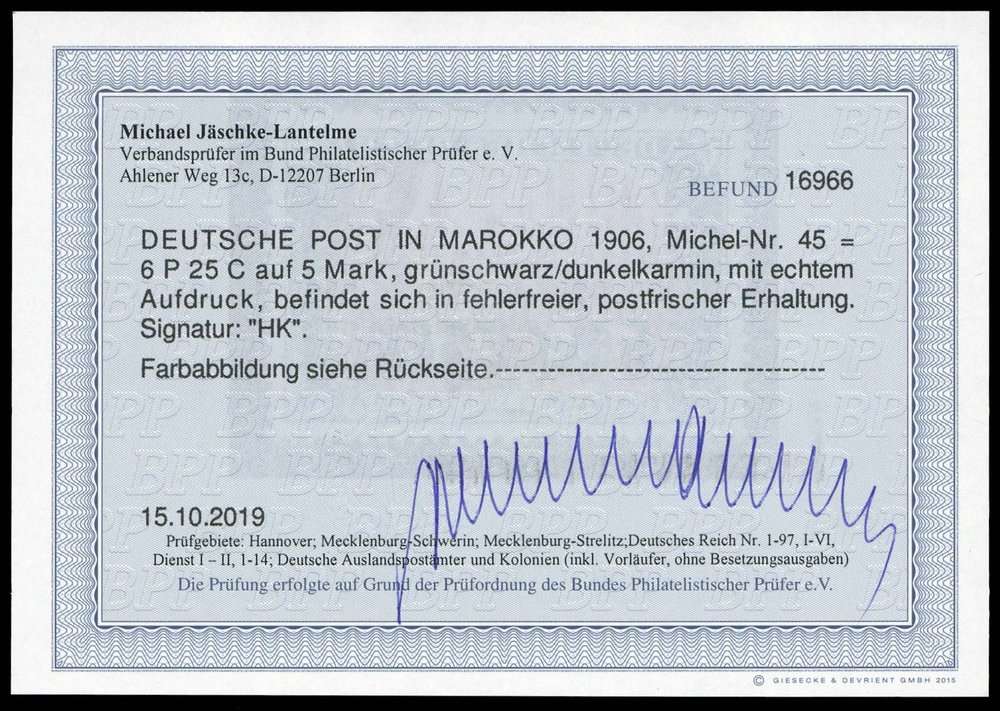 Michael Jäschke-Lantelme
Verbandsprüfer im Bund Philatelistischer Prüfer e. V.
Ahlener Weg 13c, D-12207 Berlin
BEFUND 16966
DEUTSCHE POST IN MAROKKO 1906, Michel-Nr. 45 =
6 P 25 C auf 5 Mark, grünschwarz/dunkelkarmin, mit echtem
Aufdruck, befindet sich in fehlerfreier, postfrischer Erhaltung.
Signatur: "HK".
Farbabbildung siehe Rückseite.--------------------------------------
15.10.2019
Prüfgebiete: Hannover; Mecklenburg-Schwerin; Mecklenburg-Strelitz;Deutsches Reich Nr. 1-97, I-VI,
Dienst I – II, 1-14; Deutsche Auslandspostämter und Kolonien (inkl. Vorläufer, ohne Besetzungsausgaben)
Die Prüfung erfolgte auf Grund der Prüfordnung des Bundes Philatelistischer Prüfer e.V.
© GIESECKE & DEVRIENT GMBH 2015